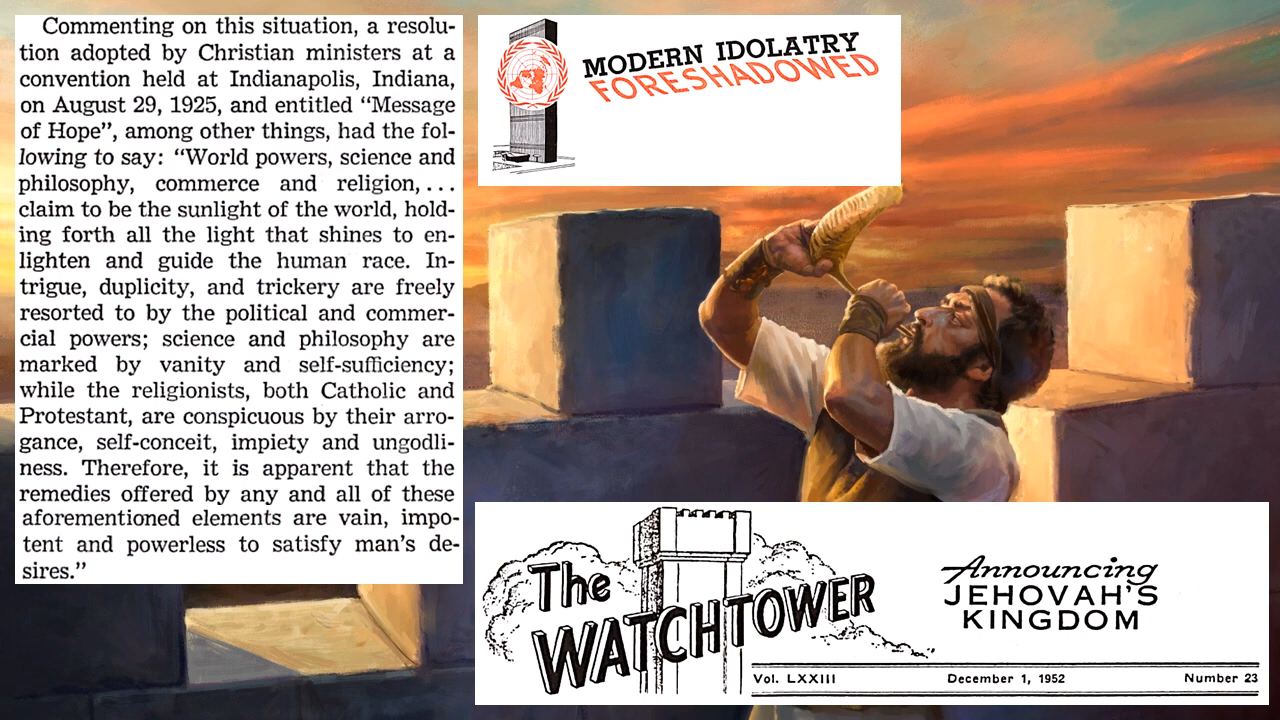 Commenting on this situation, a resolu-
tion adopted by Christian ministers at a
convention held at Indianapolis, Indiana,
on August 29, 1925, and entitled “Message
of Hope”, among other things, had the fol-
lowing to say: “World powers, science and
philosophy, commerce and religion, . . .
claim to be the sunlight of the world, hold-
ing forth all the light that shines to en-
lighten and guide the human race. In-
trigue, duplicity, and trickery are freely
resorted to by the political and commer-
cial powers; science and philosophy are
marked by vanity and self-sufficiency;
while the religionists, both Catholic and
Protestant, are conspicuous by their arro-
gance, self-conceit, impiety and ungodli-
ness. Therefore, it is apparent that the
remedies offered by any and all of these
aforementioned elements are vain, impo-
tent and powerless to satisfy man’s de-
sires.”
MODERN IDOLATRY
FORESHADOWED
The
WATCHTOWER
Announcing
JEHOVAH'S
KINGDOM
Vol. LXXIII December 1, 1952 Number 23